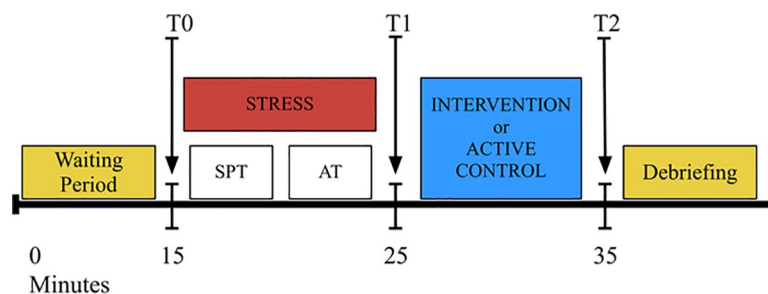 T0
T1
T2
STRESS
INTERVENTION
or
ACTIVE
CONTROL
Waiting
Period
SPT
AT
Debriefing
0
15
25
35
Minutes